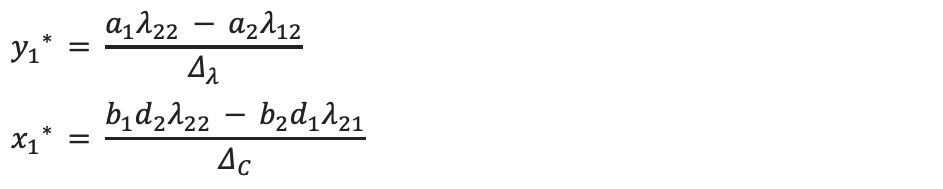 y₁* = (a₁λ₂₂ − a₂λ₁₂) / Δ_λ
x₁* = (b₁d₂λ₂₂ − b₂d₁λ₂₁) / Δ_C